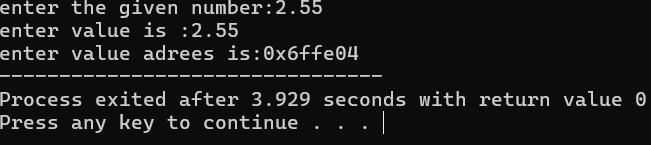 enter the given number:2.55
enter value is :2.55
enter value adrees is:0x6ffe04
--------------------------------
Process exited after 3.929 seconds with return value 0
Press any key to continue . . .